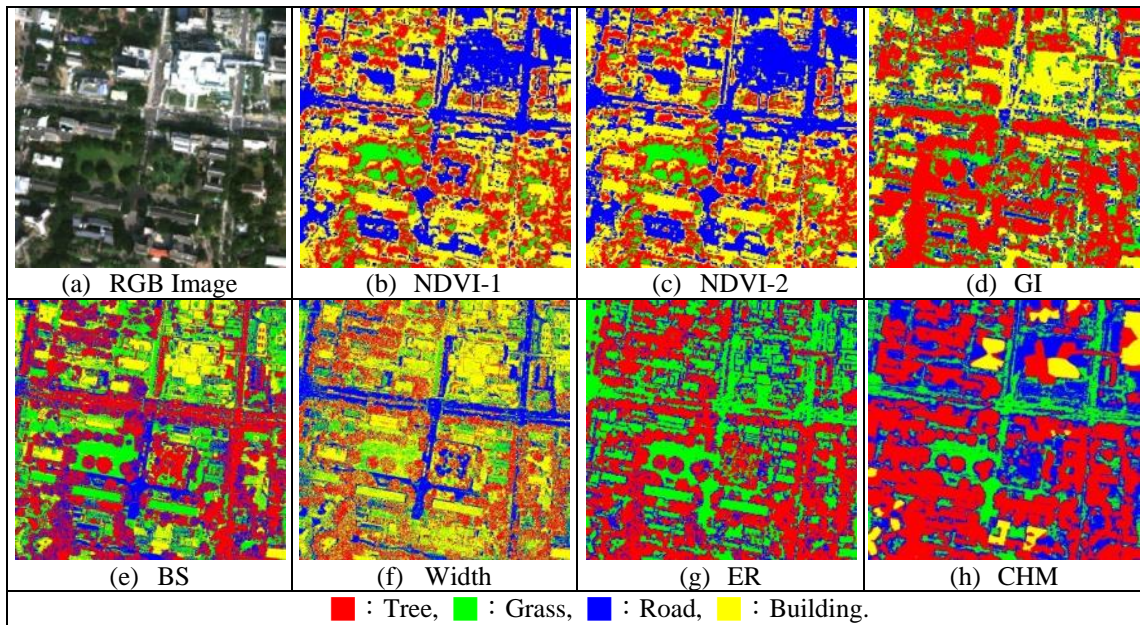 (a) RGB Image
(b) NDVI-1
(c) NDVI-2
(d) GI
(e) BS
(f) Width
(g) ER
(h) CHM
：Tree, ：Grass, ：Road, ：Building.